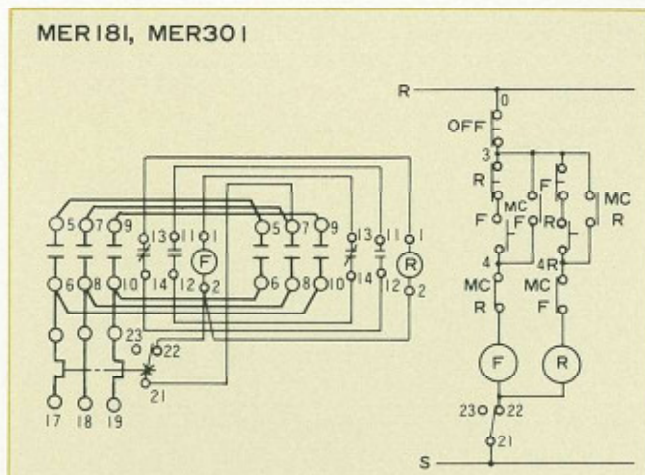 MER181, MER301
5 7 9 13 11 1 5 7 9 13 11 1
F R
6 8 10 14 12 2 6 8 10 14 12 2
23 22
21
17 18 19
R
0
OFF
3
R F MC
F MC F R R
4 4R
MC MC
R F
F R
23 22
21
S